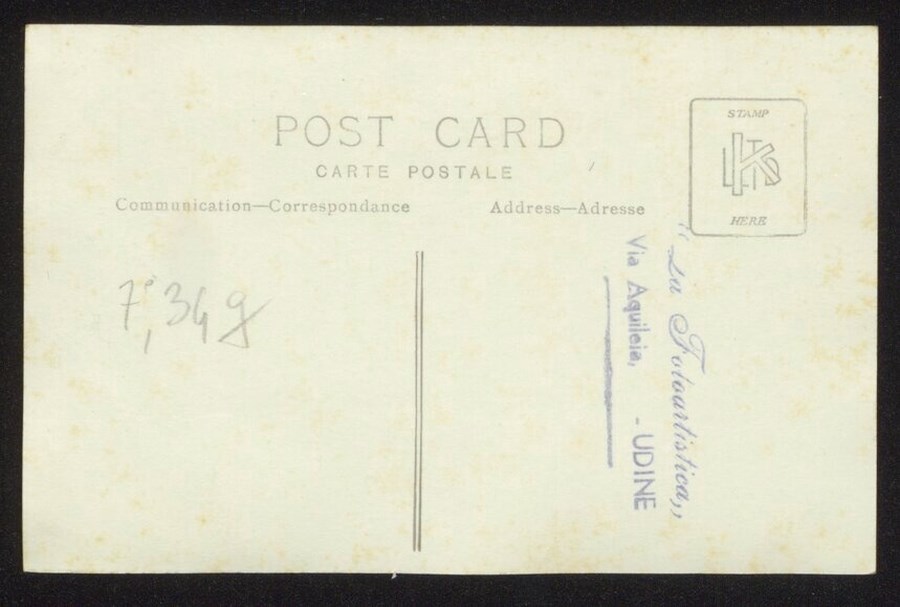 POST CARD
CARTE POSTALE
Communication—Correspondance
Address—Adresse
STAMP
HERE
7°, 34 g
"La Fotoartistica„
Via Aquileia, - UDINE